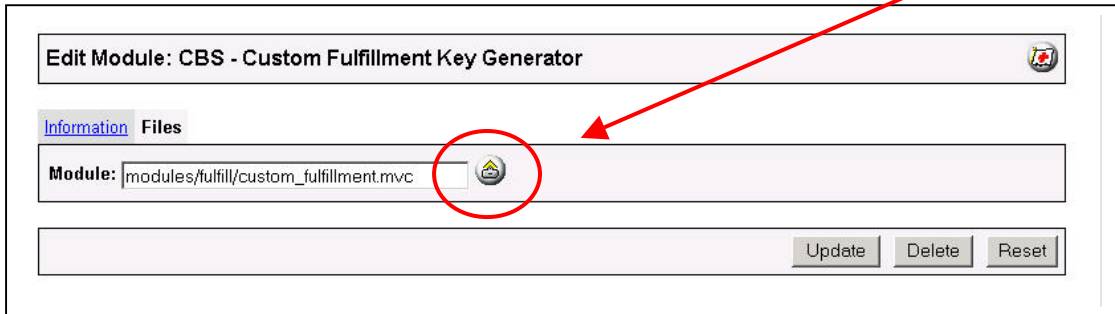 Edit Module: CBS - Custom Fulfillment Key Generator
Information Files
Module: modules/fulfill/custom_fulfillment.mvc
Update Delete Reset